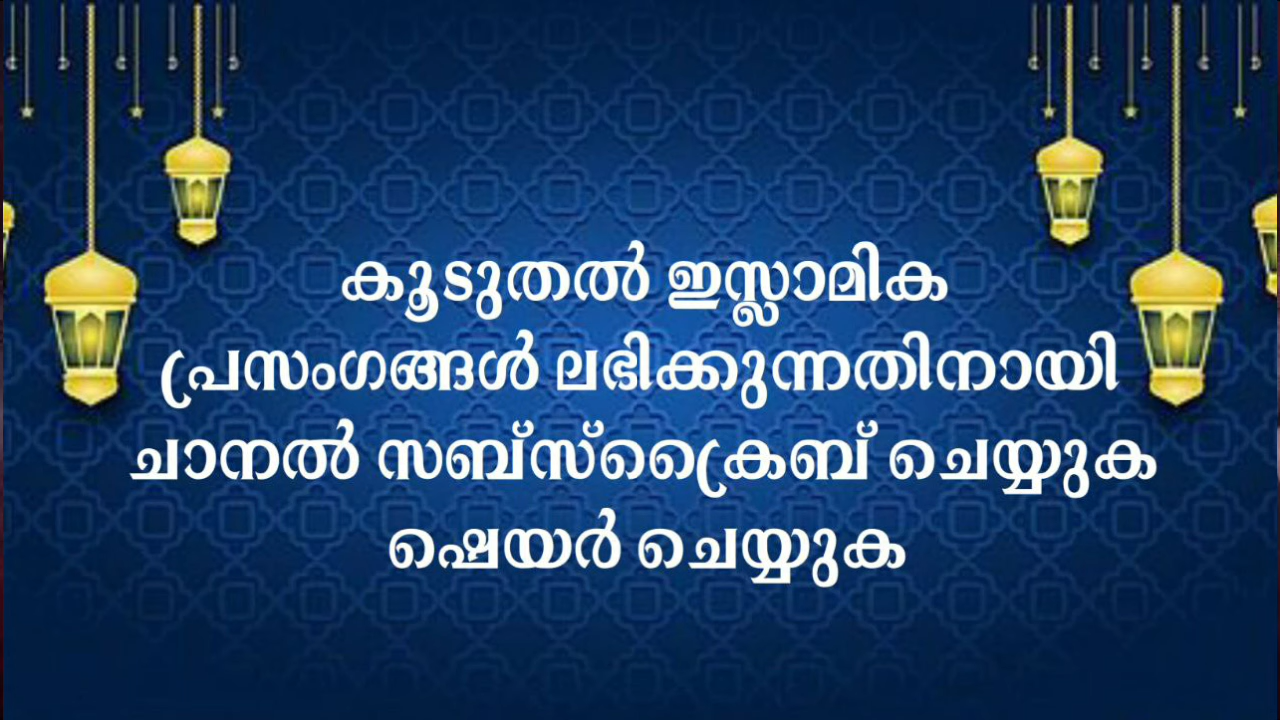 കൂടുതൽ ഇസ്ലാമിക
പ്രസംഗങ്ങൾ ലഭിക്കുന്നതിനായി
ചാനൽ സബ്സ്ക്രൈബ് ചെയ്യുക
ഷെയർ ചെയ്യുക